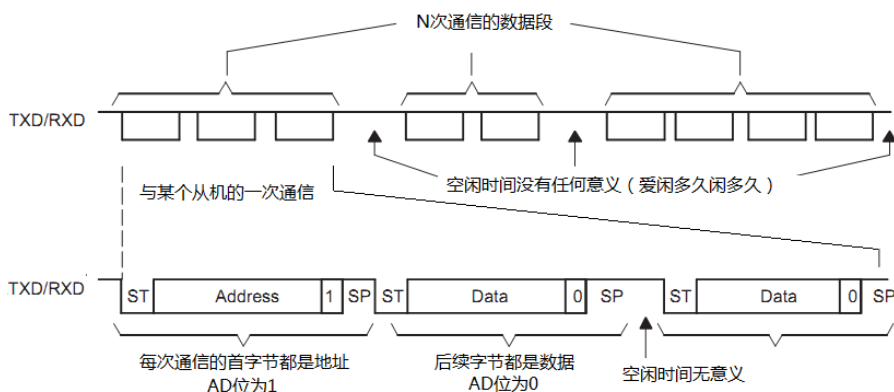 N次通信的数据段
TXD/RXD
空闲时间没有任何意义（爱闲多久闲多久）
与某个从机的一次通信
TXD/RXD
ST Address 1 SP ST Data 0 SP ST Data 0 SP
每次通信的首字节都是地址
AD位为1
后续字节都是数据
AD位为0
空闲时间无意义